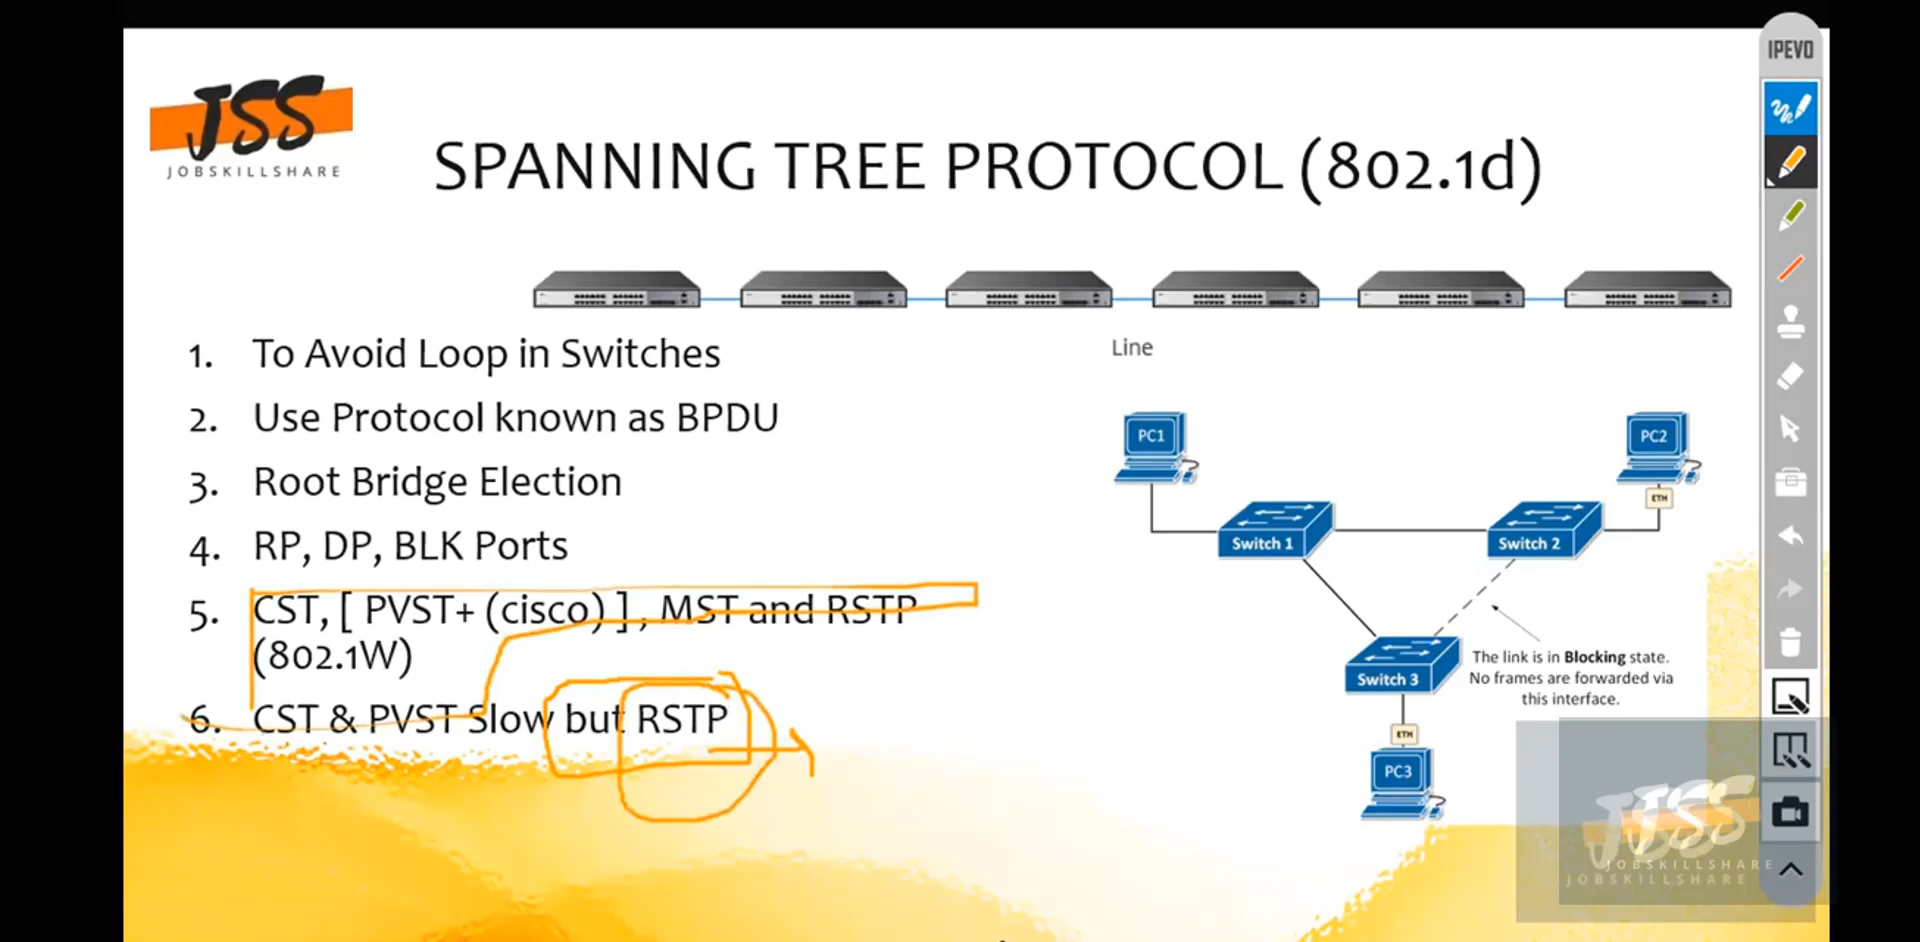 IPEVO
JSS
JOBSKILLSHARE
SPANNING TREE PROTOCOL (802.1d)
Line
1. To Avoid Loop in Switches
2. Use Protocol known as BPDU
3. Root Bridge Election
4. RP, DP, BLK Ports
5. CST, [ PVST+ (cisco) ] , MST and RSTP
(802.1W)
6. CST & PVST Slow but RSTP
PC1
PC2
ETH
Switch 1
Switch 2
Switch 3
The link is in Blocking state.
No frames are forwarded via
this interface.
ETH
PC3
JSS
JSS
JOBSKILLSHARE
JOBSKILLSHARE